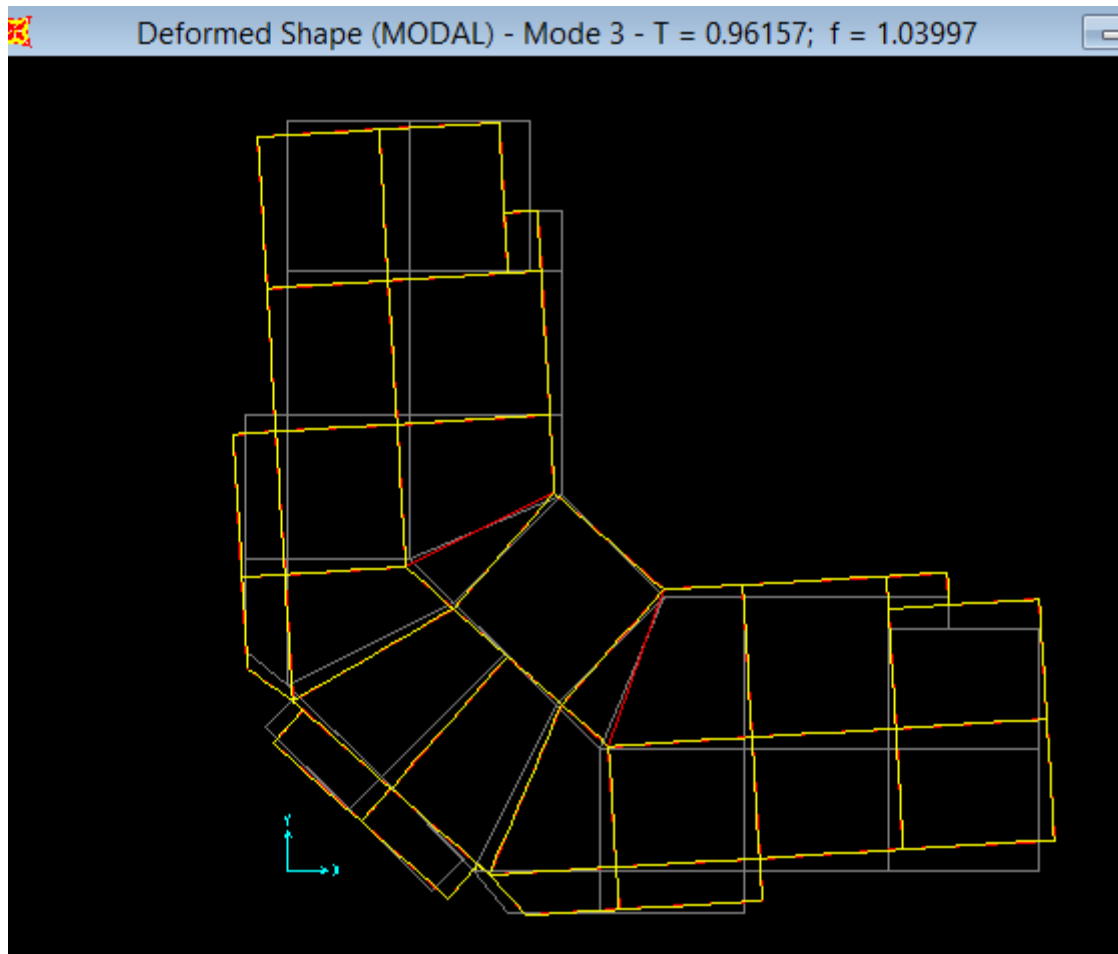 Deformed Shape (MODAL) - Mode 3 - T = 0.96157; f = 1.03997
Y
X